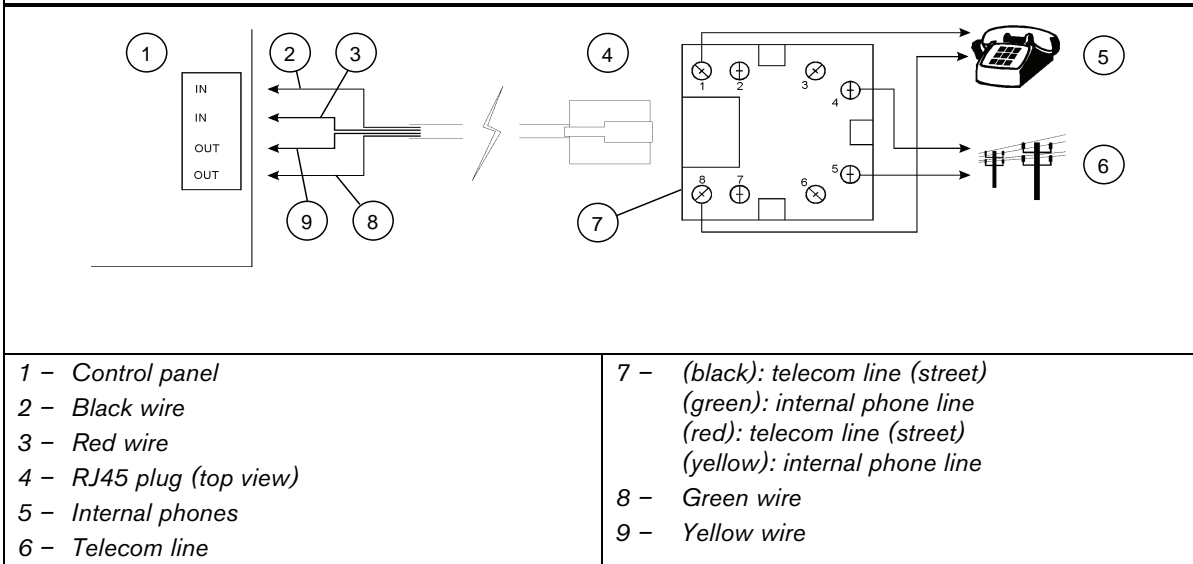 1
2
3
4
5
6
7
8
9
IN
IN
OUT
OUT
1
2
3
4
5
6
7
8
1 – Control panel
2 – Black wire
3 – Red wire
4 – RJ45 plug (top view)
5 – Internal phones
6 – Telecom line
7 – (black): telecom line (street)
(green): internal phone line
(red): telecom line (street)
(yellow): internal phone line
8 – Green wire
9 – Yellow wire